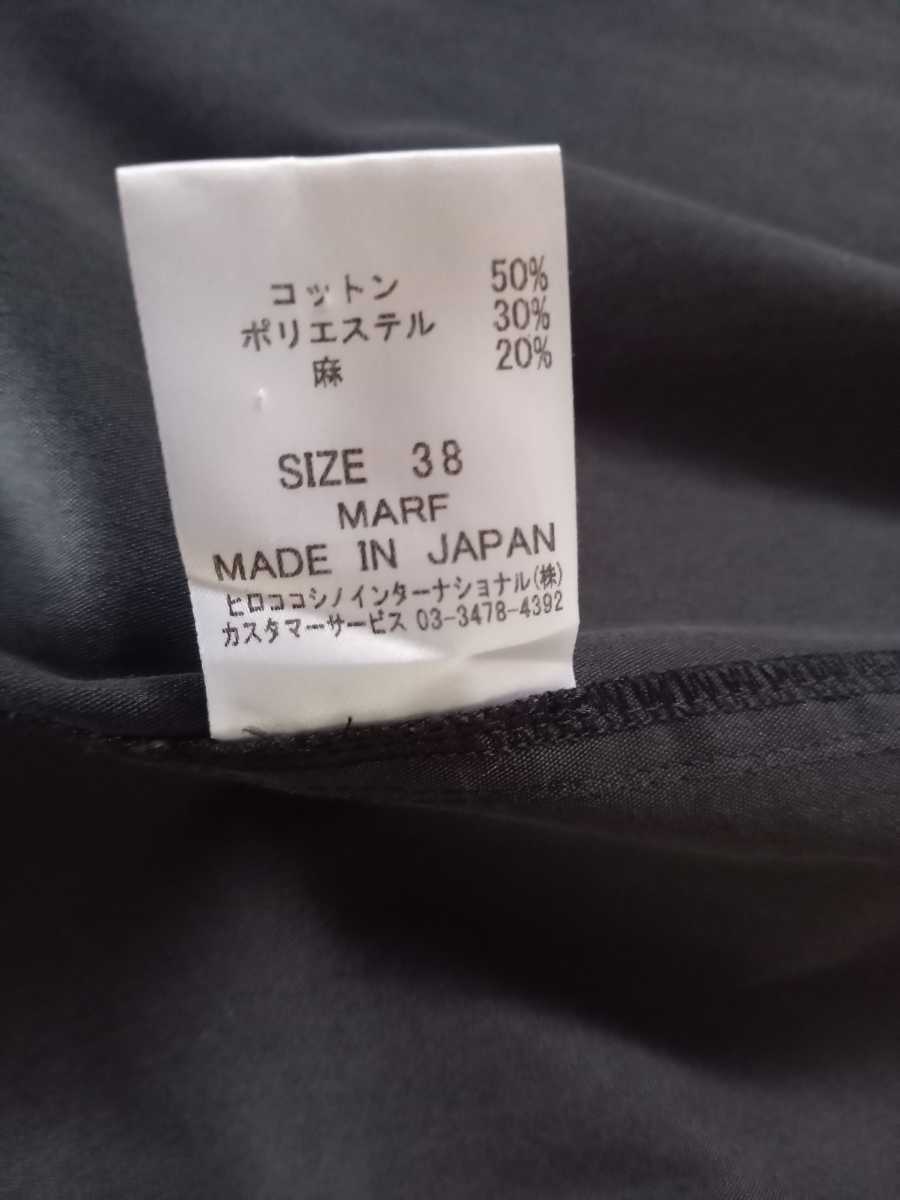 コットン 50%
ポリエステル 30%
麻 20%
SIZE 38
MARF
MADE IN JAPAN
ヒロココシノインターナショナル(株)
カスタマーサービス 03-3478-4392